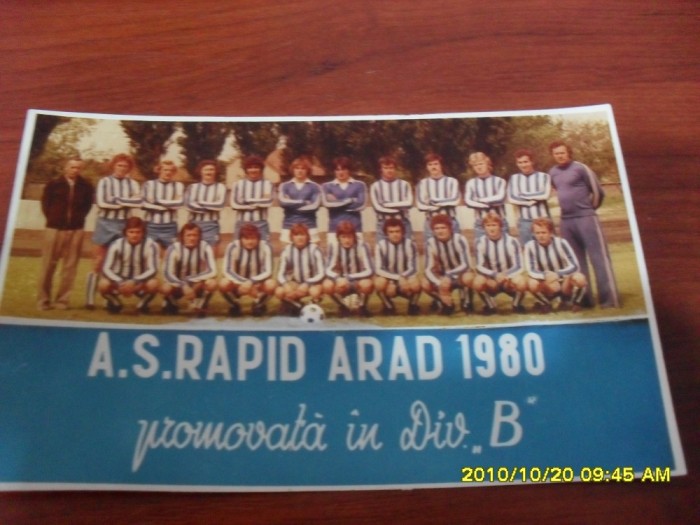 A.S.RAPID ARAD 1980
promovată în Div. „B"
2010/10/20 09:45 AM